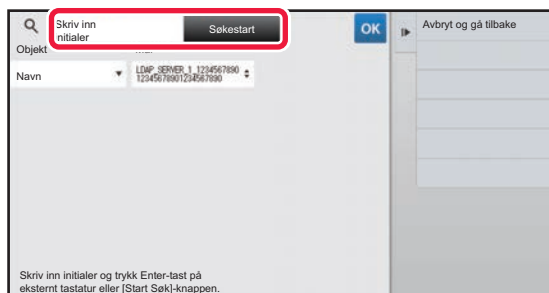 Skriv inn
nitialer
Søkestart
OK
Avbryt og gå tilbake
Objekt
Navn
LDAP_SERVER_1_1234567890
12345678901234567890
Skriv inn initialer og trykk Enter-tast på
eksternt tastatur eller [Start Søk]-knappen.